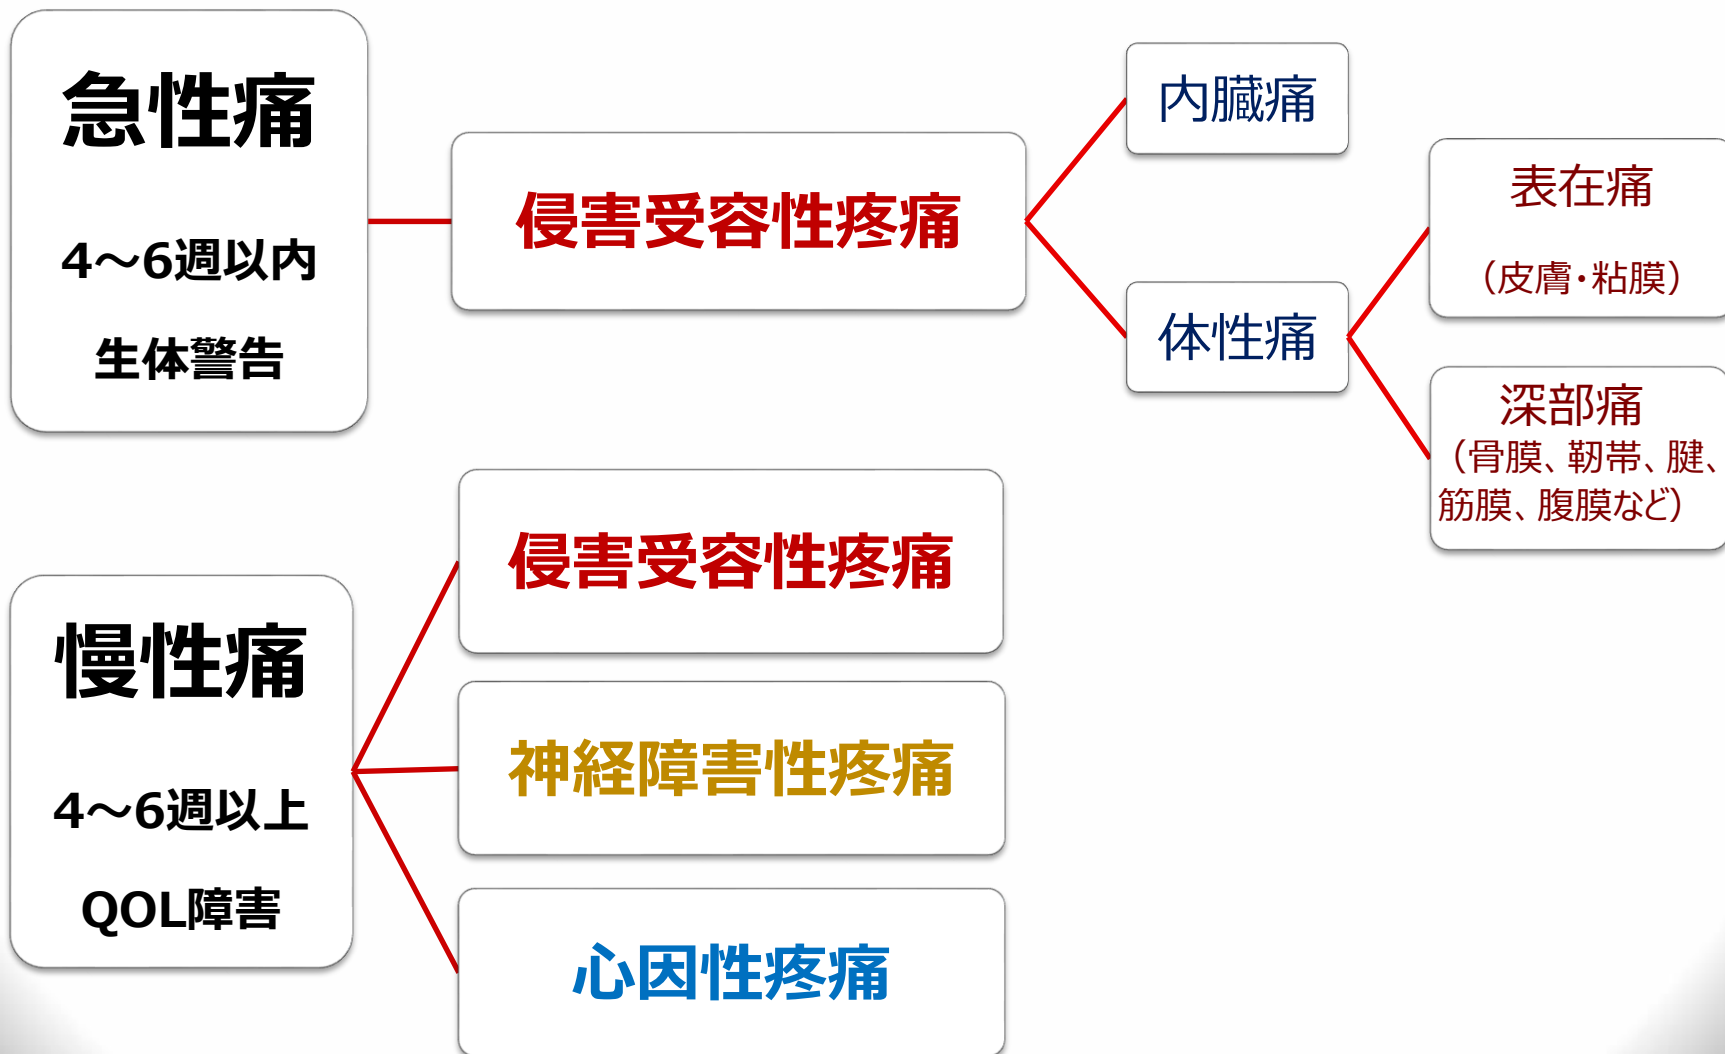 急性痛
4～6週以内
生体警告
侵害受容性疼痛
内臓痛
体性痛
表在痛
（皮膚・粘膜）
深部痛
（骨膜、靭帯、腱、
筋膜、腹膜など）
慢性痛
4～6週以上
QOL障害
侵害受容性疼痛
神経障害性疼痛
心因性疼痛